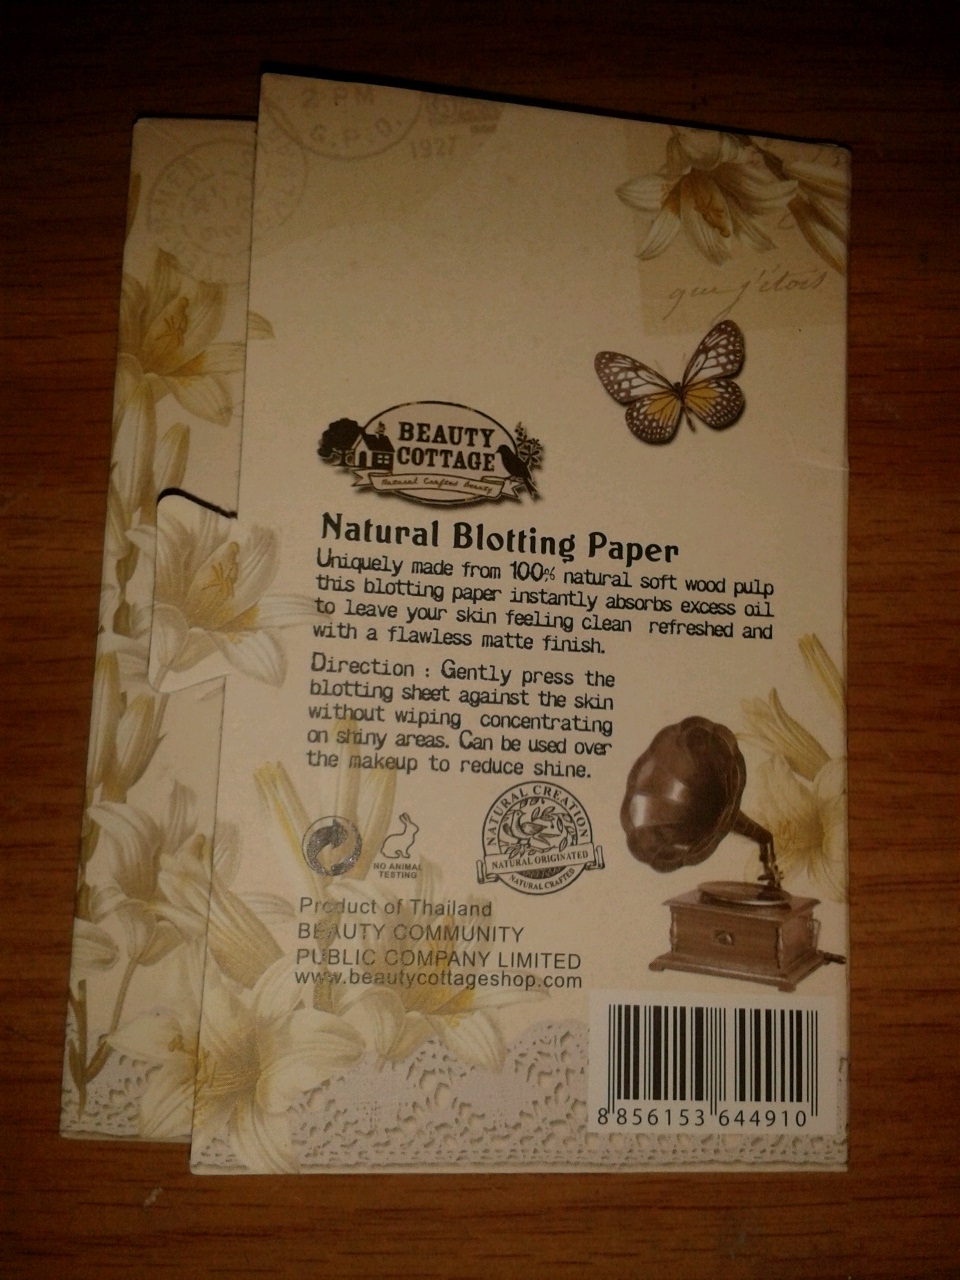 2 PM
G.P.O.
1927
que j'étois
BEAUTY
COTTAGE
Natural Crafted Beauty
Natural Blotting Paper
Uniquely made from 100% natural soft wood pulp
this blotting paper instantly absorbs excess oil
to leave your skin feeling clean refreshed and
with a flawless matte finish.
Direction : Gently press the
blotting sheet against the skin
without wiping concentrating
on shiny areas. Can be used over
the makeup to reduce shine.
NO ANIMAL
TESTING
NATURAL CREATION
NATURAL ORIGINATED
NATURAL CRAFTED
Product of Thailand
BEAUTY COMMUNITY
PUBLIC COMPANY LIMITED
www.beautycottageshop.com
8 856153 644910